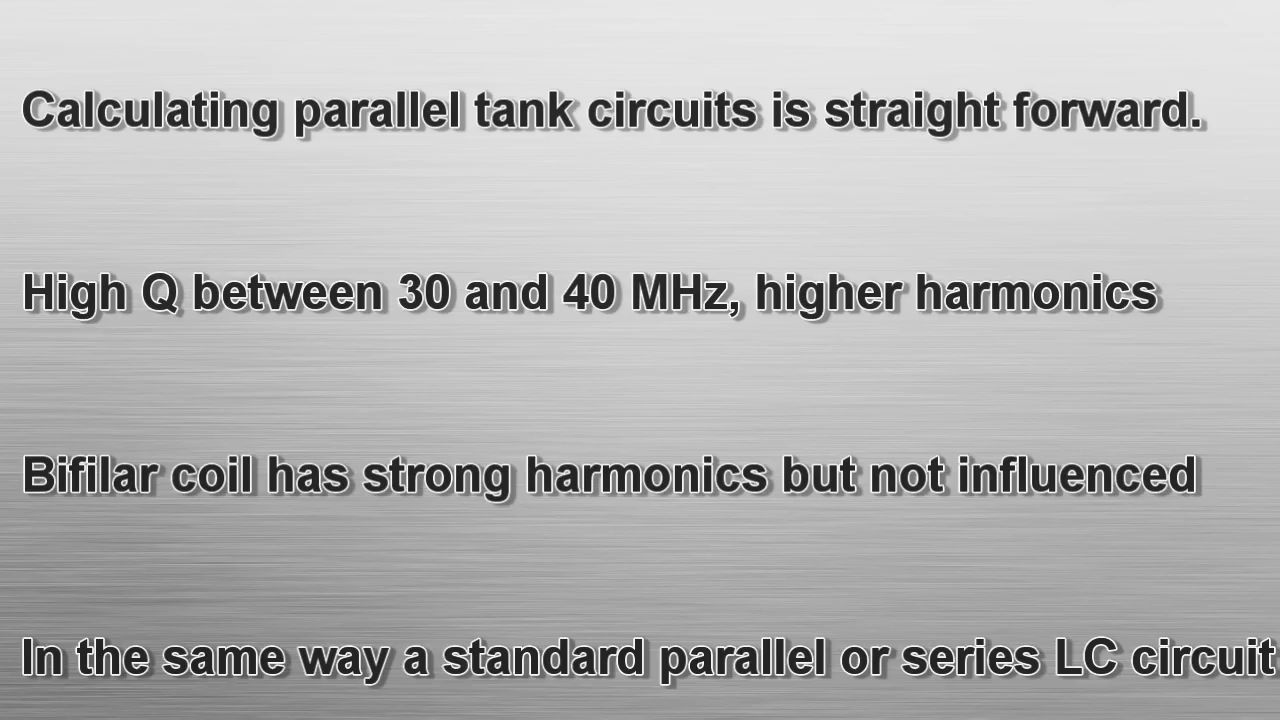 Calculating parallel tank circuits is straight forward.
High Q between 30 and 40 MHz, higher harmonics
Bifilar coil has strong harmonics but not influenced
In the same way a standard parallel or series LC circuit